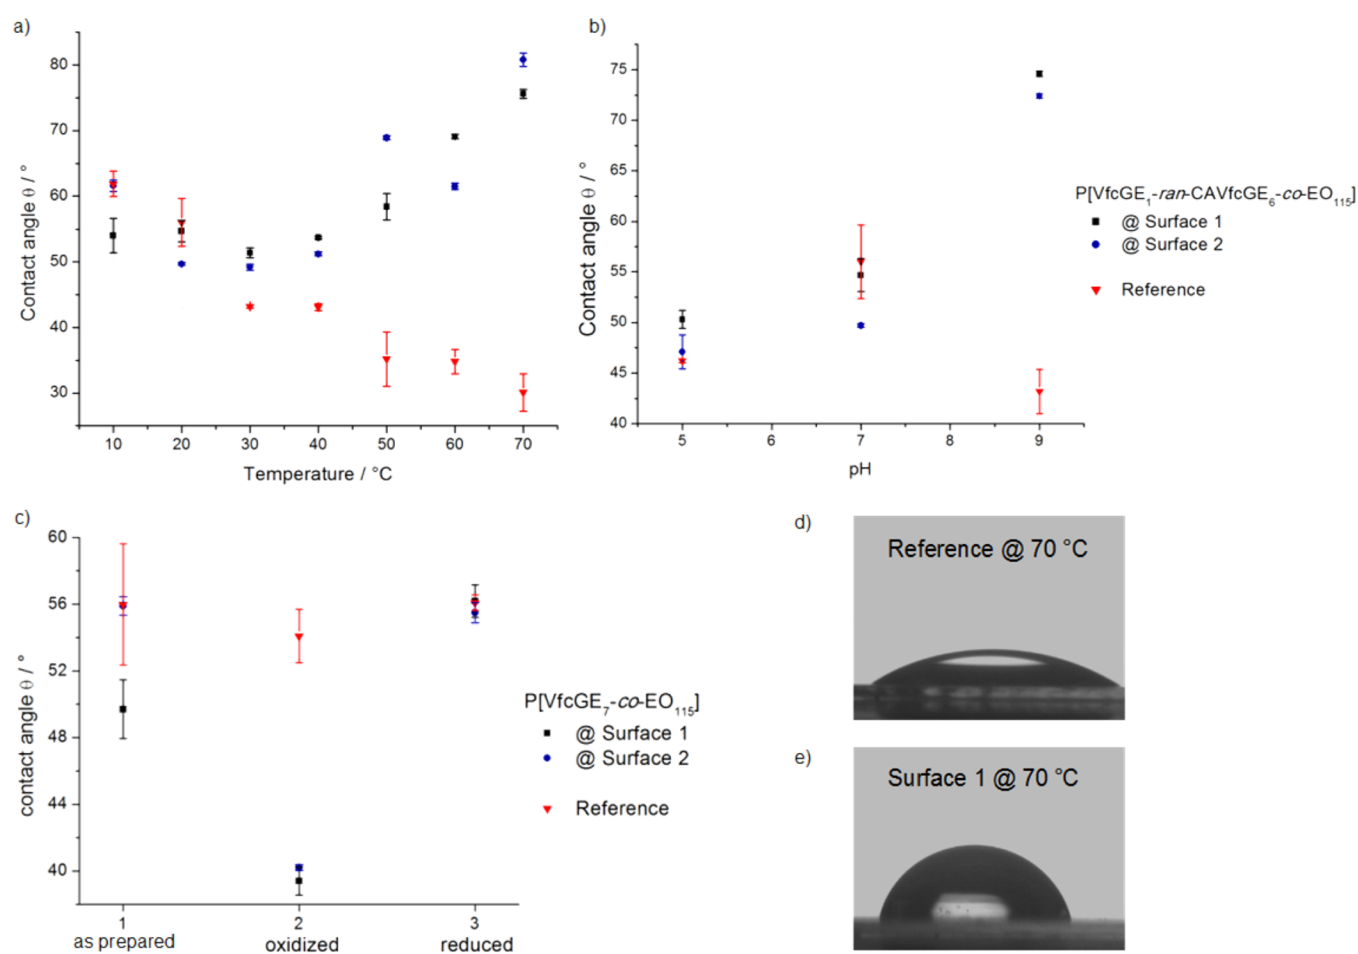 a)
80
70
60
50
40
30
Contact angle θ / °
10 20 30 40 50 60 70
Temperature / °C
b)
75
70
65
60
55
50
45
40
Contact angle θ / °
5 6 7 8 9
pH
P[VfcGE1-ran-CAVfcGE6-co-EO115]
@ Surface 1
@ Surface 2
Reference
c)
60
56
52
48
44
40
contact angle θ / °
1 2 3
as prepared oxidized reduced
P[VfcGE7-co-EO115]
@ Surface 1
@ Surface 2
Reference
d)
Reference @ 70 °C
e)
Surface 1 @ 70 °C